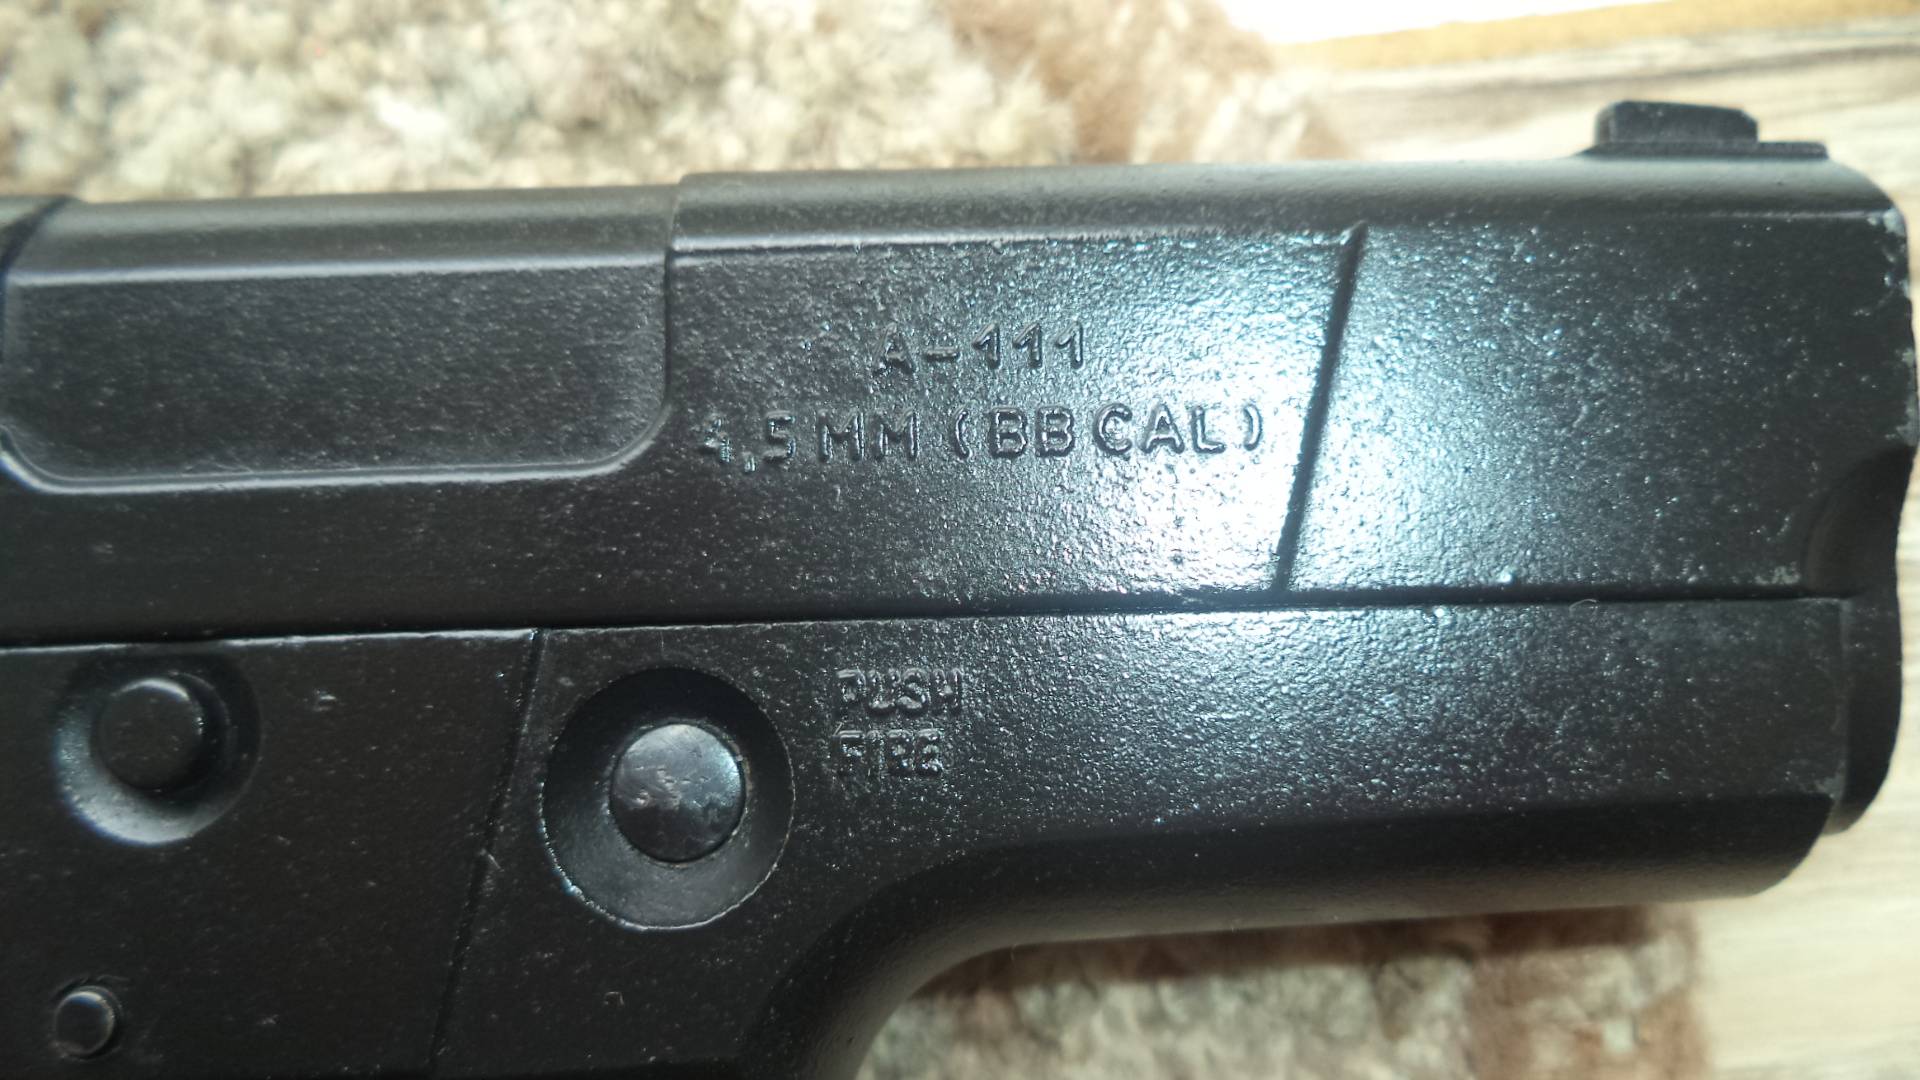 A-111
4,5MM (BB CAL)
PUSH
FIRE